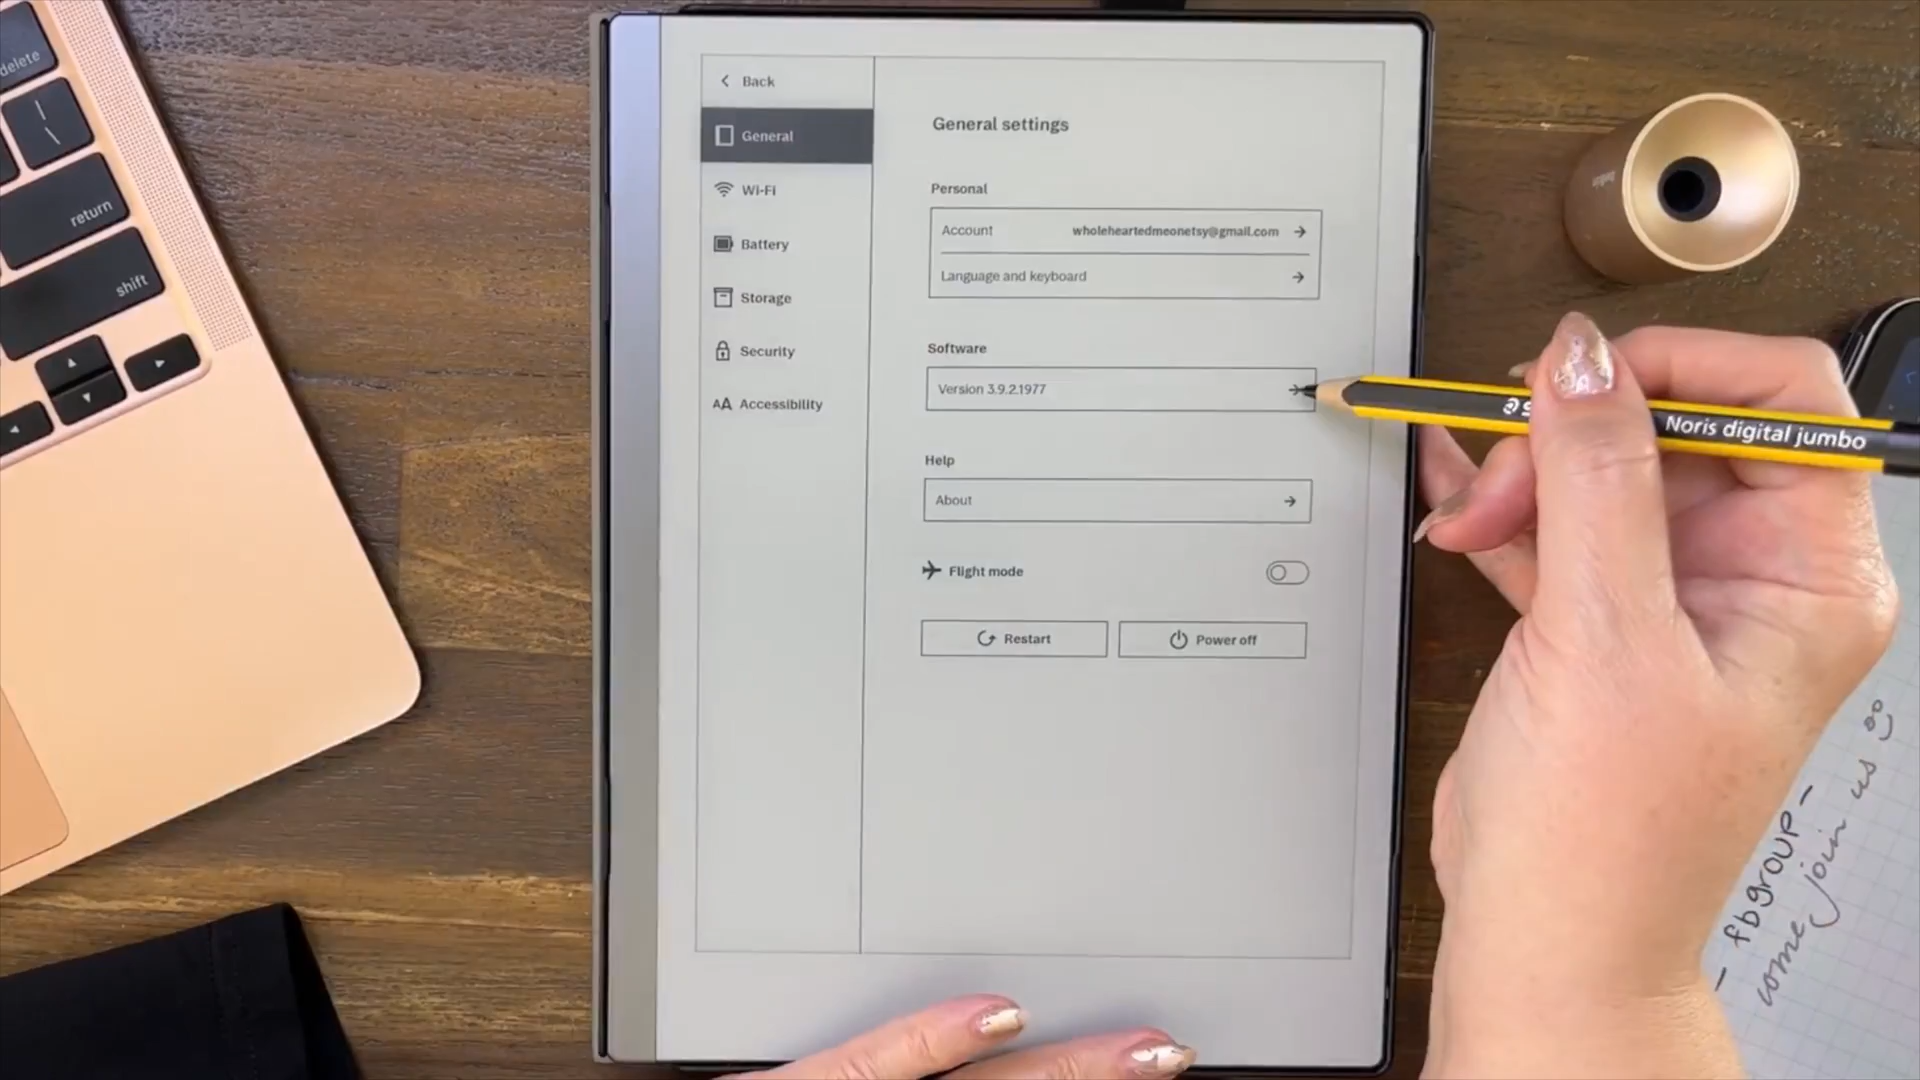 delete
return
shift
Back
General
Wi-Fi
Battery
Storage
Security
AA Accessibility
General settings
Personal
Account wholeheartedmeonetsy@gmail.com
Language and keyboard
Software
Version 3.9.2.1977
Help
About
Flight mode
Restart
Power off
Noris digital jumbo
- fbgroup -
come join us